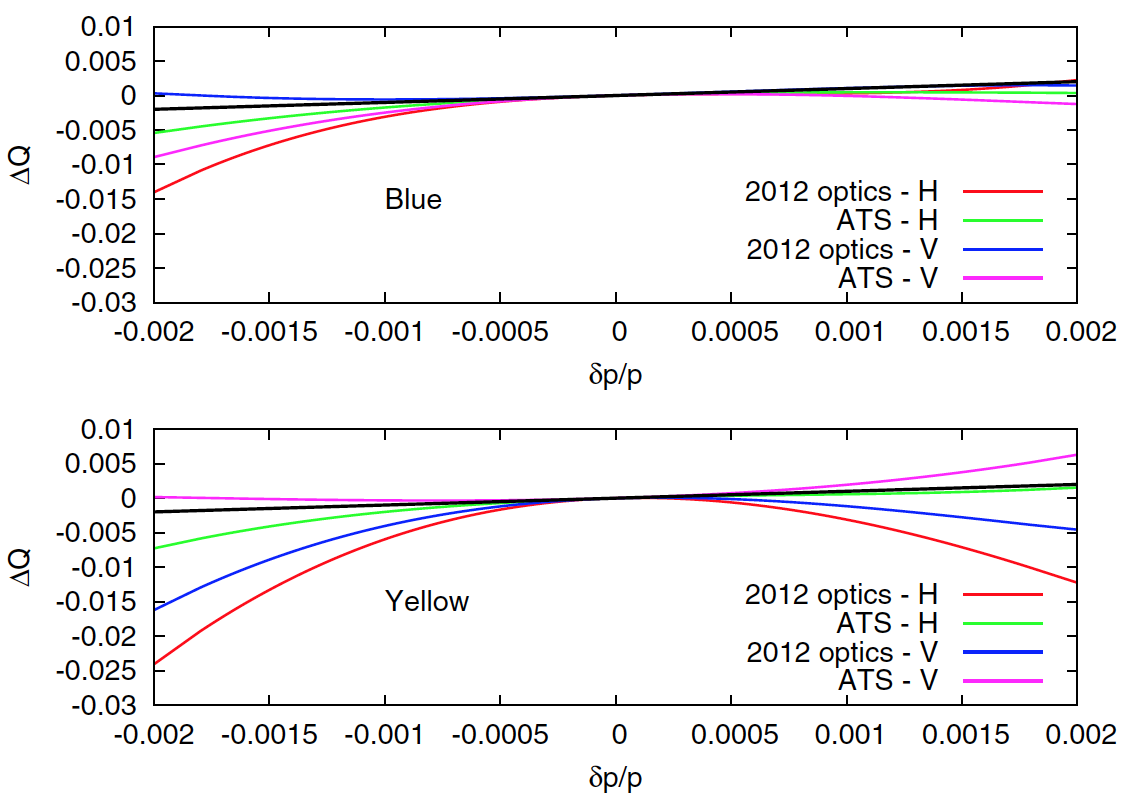 0.01
0.005
0
-0.005
-0.01
-0.015
-0.02
-0.025
-0.03
ΔQ
Blue
2012 optics - H
ATS - H
2012 optics - V
ATS - V
-0.002 -0.0015 -0.001 -0.0005 0 0.0005 0.001 0.0015 0.002
δp/p
0.01
0.005
0
-0.005
-0.01
-0.015
-0.02
-0.025
-0.03
ΔQ
Yellow
2012 optics - H
ATS - H
2012 optics - V
ATS - V
-0.002 -0.0015 -0.001 -0.0005 0 0.0005 0.001 0.0015 0.002
δp/p